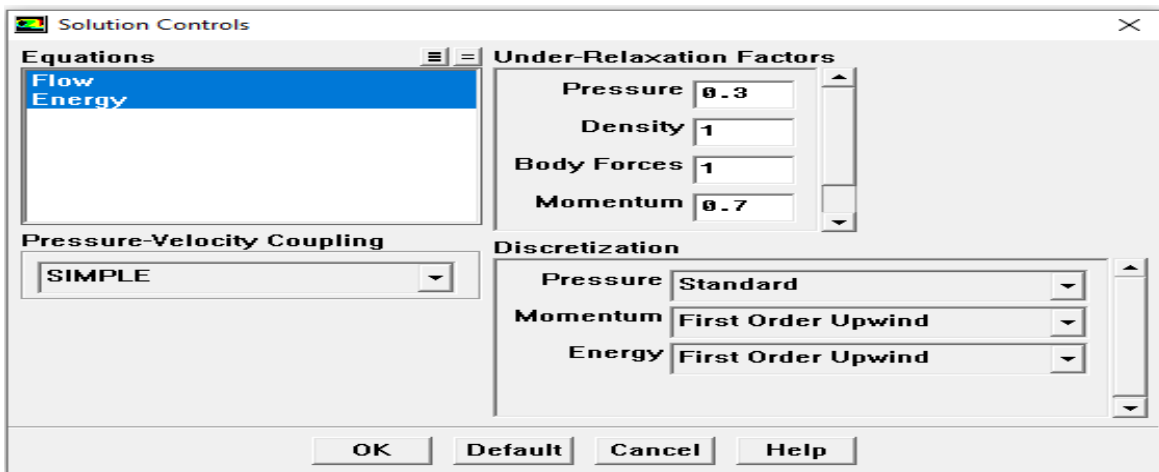 Solution Controls
Equations
Flow
Energy
Pressure-Velocity Coupling
SIMPLE
Under-Relaxation Factors
Pressure 0.3
Density 1
Body Forces 1
Momentum 0.7
Discretization
Pressure Standard
Momentum First Order Upwind
Energy First Order Upwind
OK Default Cancel Help